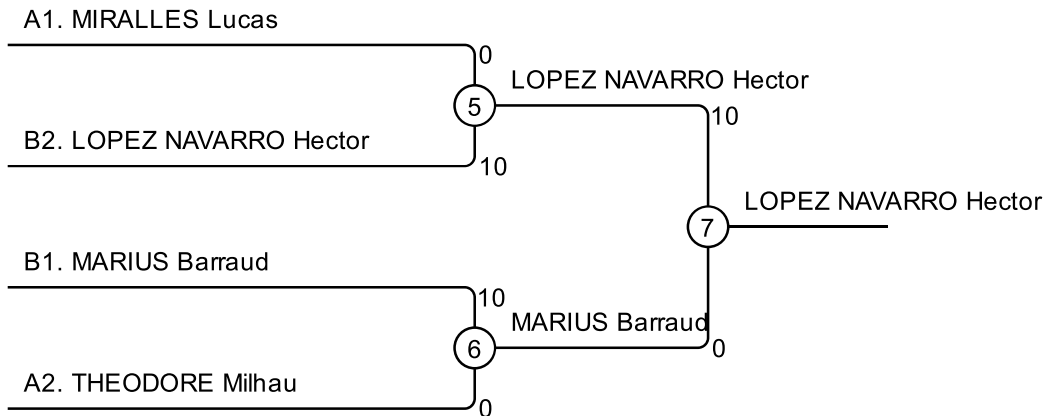 A1. MIRALLES Lucas
0
LOPEZ NAVARRO Hector
5
10
B2. LOPEZ NAVARRO Hector
10
LOPEZ NAVARRO Hector
7
B1. MARIUS Barraud
10
MARIUS Barraud
6
0
A2. THEODORE Milhau
0